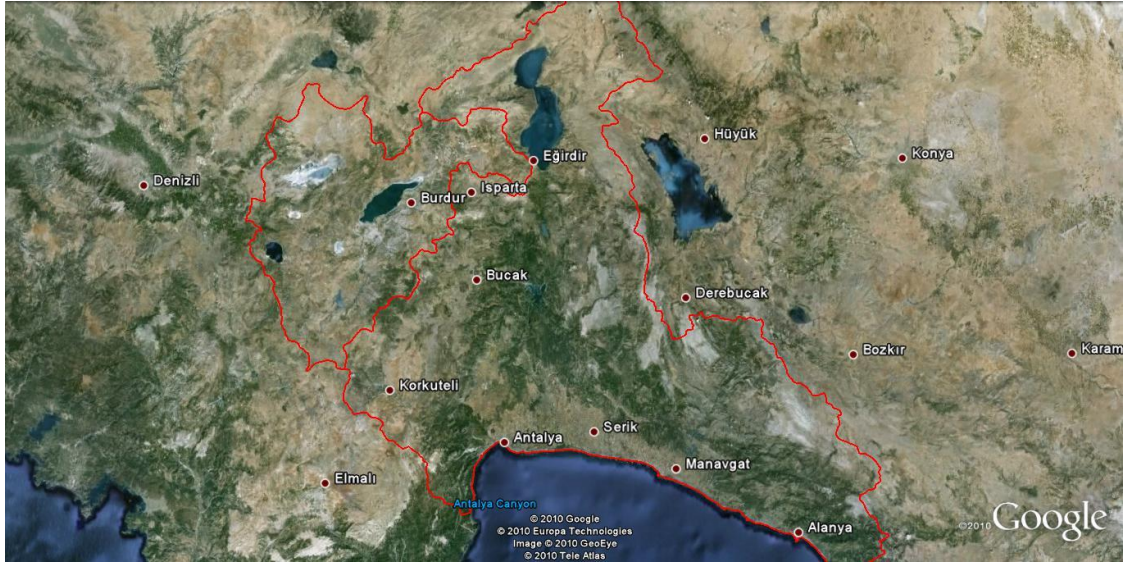 Hüyük
Konya
Eğirdir
Denizli
Isparta
Burdur
Bucak
Derebucak
Bozkır
Karam
Korkuteli
Serik
Antalya
Manavgat
Elmalı
Antalya Canyon
© 2010 Google
© 2010 Europa Technologies
Image © 2010 GeoEye
© 2010 Tele Atlas
Alanya
©2010 Google